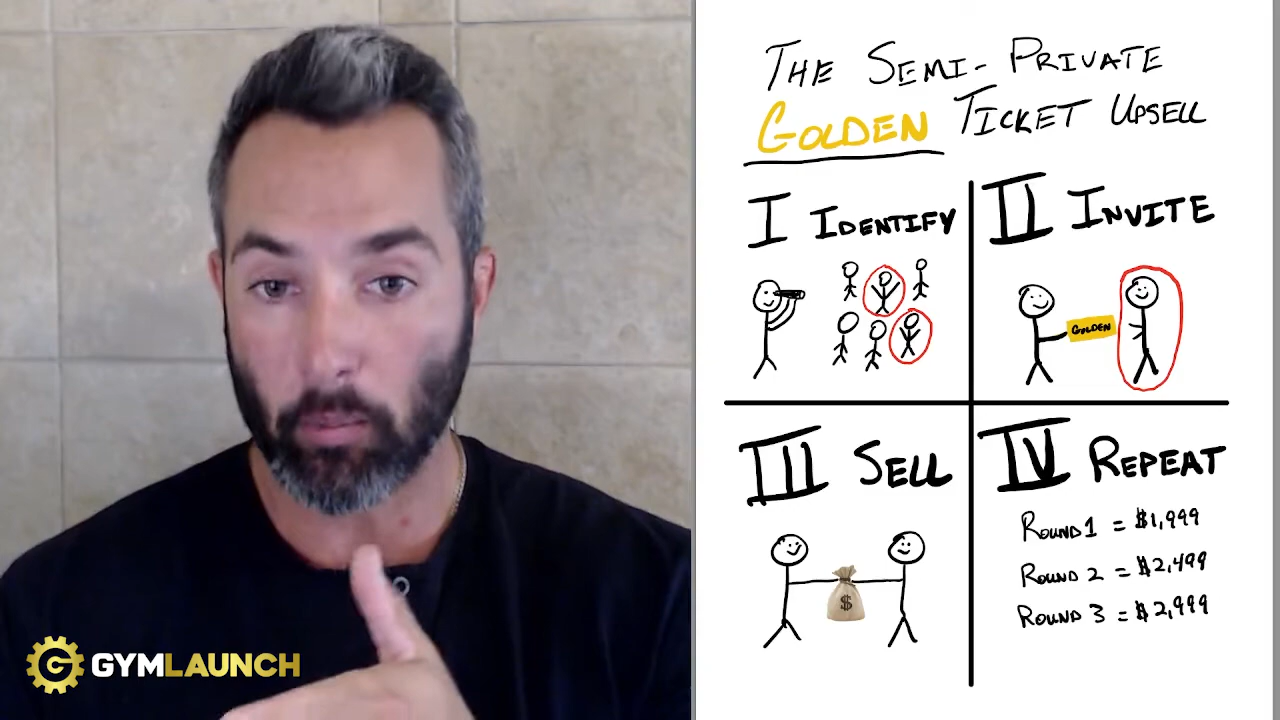 THE SEMI-PRIVATE
GOLDEN TICKET UPSELL
I IDENTIFY
II INVITE
GOLDEN
III SELL
$
IV REPEAT
ROUND 1 = $1,999
ROUND 2 = $2,499
ROUND 3 = $2,999
G GYMLAUNCH